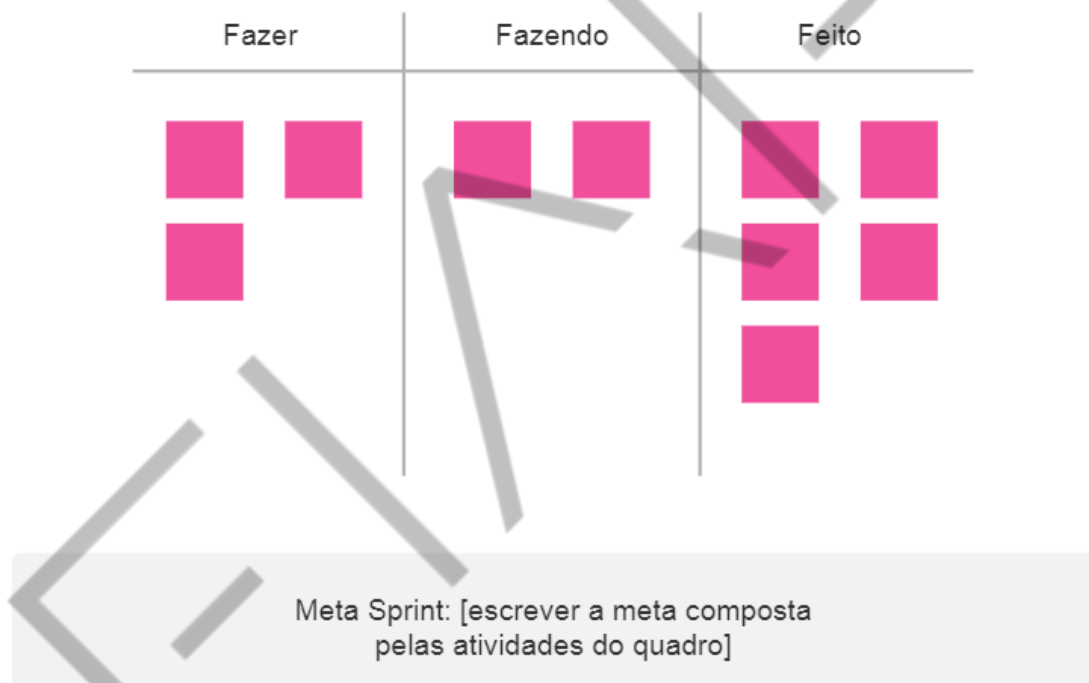 Fazer
Fazendo
Feito
Meta Sprint: [escrever a meta composta
pelas atividades do quadro]